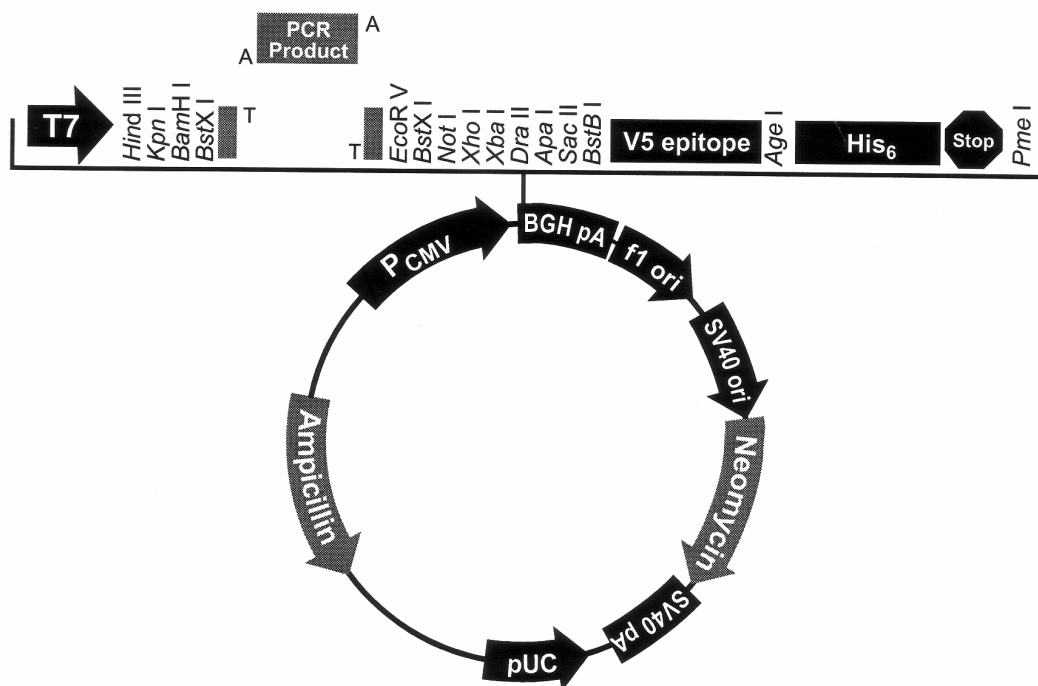 PCR
Product
A
A
T7
Hind III
Kpn I
BamH I
BstX I
T
T
EcoR V
BstX I
Not I
Xho I
Xba I
Dra II
Apa I
Sac II
BstB I
V5 epitope
Age I
His6
Stop
Pme I
PCMV
BGH pA
f1 ori
SV40 ori
Neomycin
SV40 pA
pUC
Ampicillin